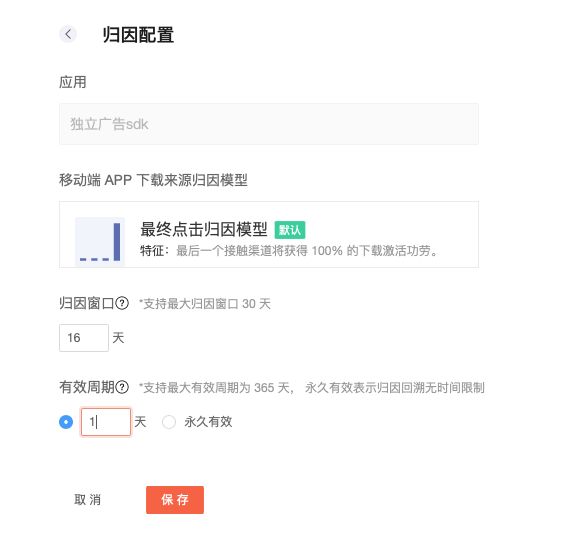 归因配置
应用
独立广告sdk
移动端 APP 下载来源归因模型
最终点击归因模型 默认
特征：最后一个接触渠道将获得 100% 的下载激活功劳。
归因窗口? *支持最大归因窗口 30 天
16 天
有效周期? *支持最大有效周期为 365 天， 永久有效表示归因回溯无时间限制
1 天 永久有效
取 消 保 存